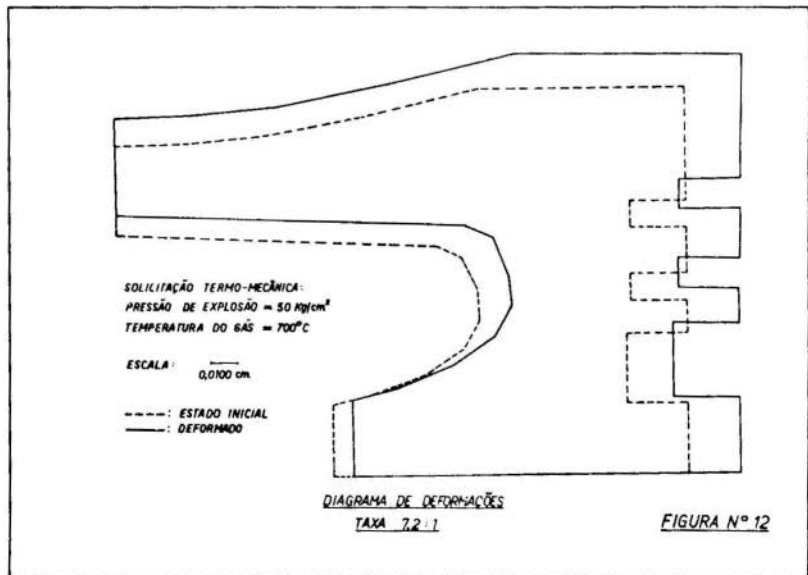 SOLICITAÇÃO TERMO-MECÂNICA:
PRESSÃO DE EXPLOSÃO = 50 Kg/cm²
TEMPERATURA DO GÁS = 700°C
ESCALA:
0,0100 cm.
: ESTADO INICIAL
: DEFORMADO
DIAGRAMA DE DEFORMAÇÕES
TAXA 7,2:1
FIGURA Nº 12